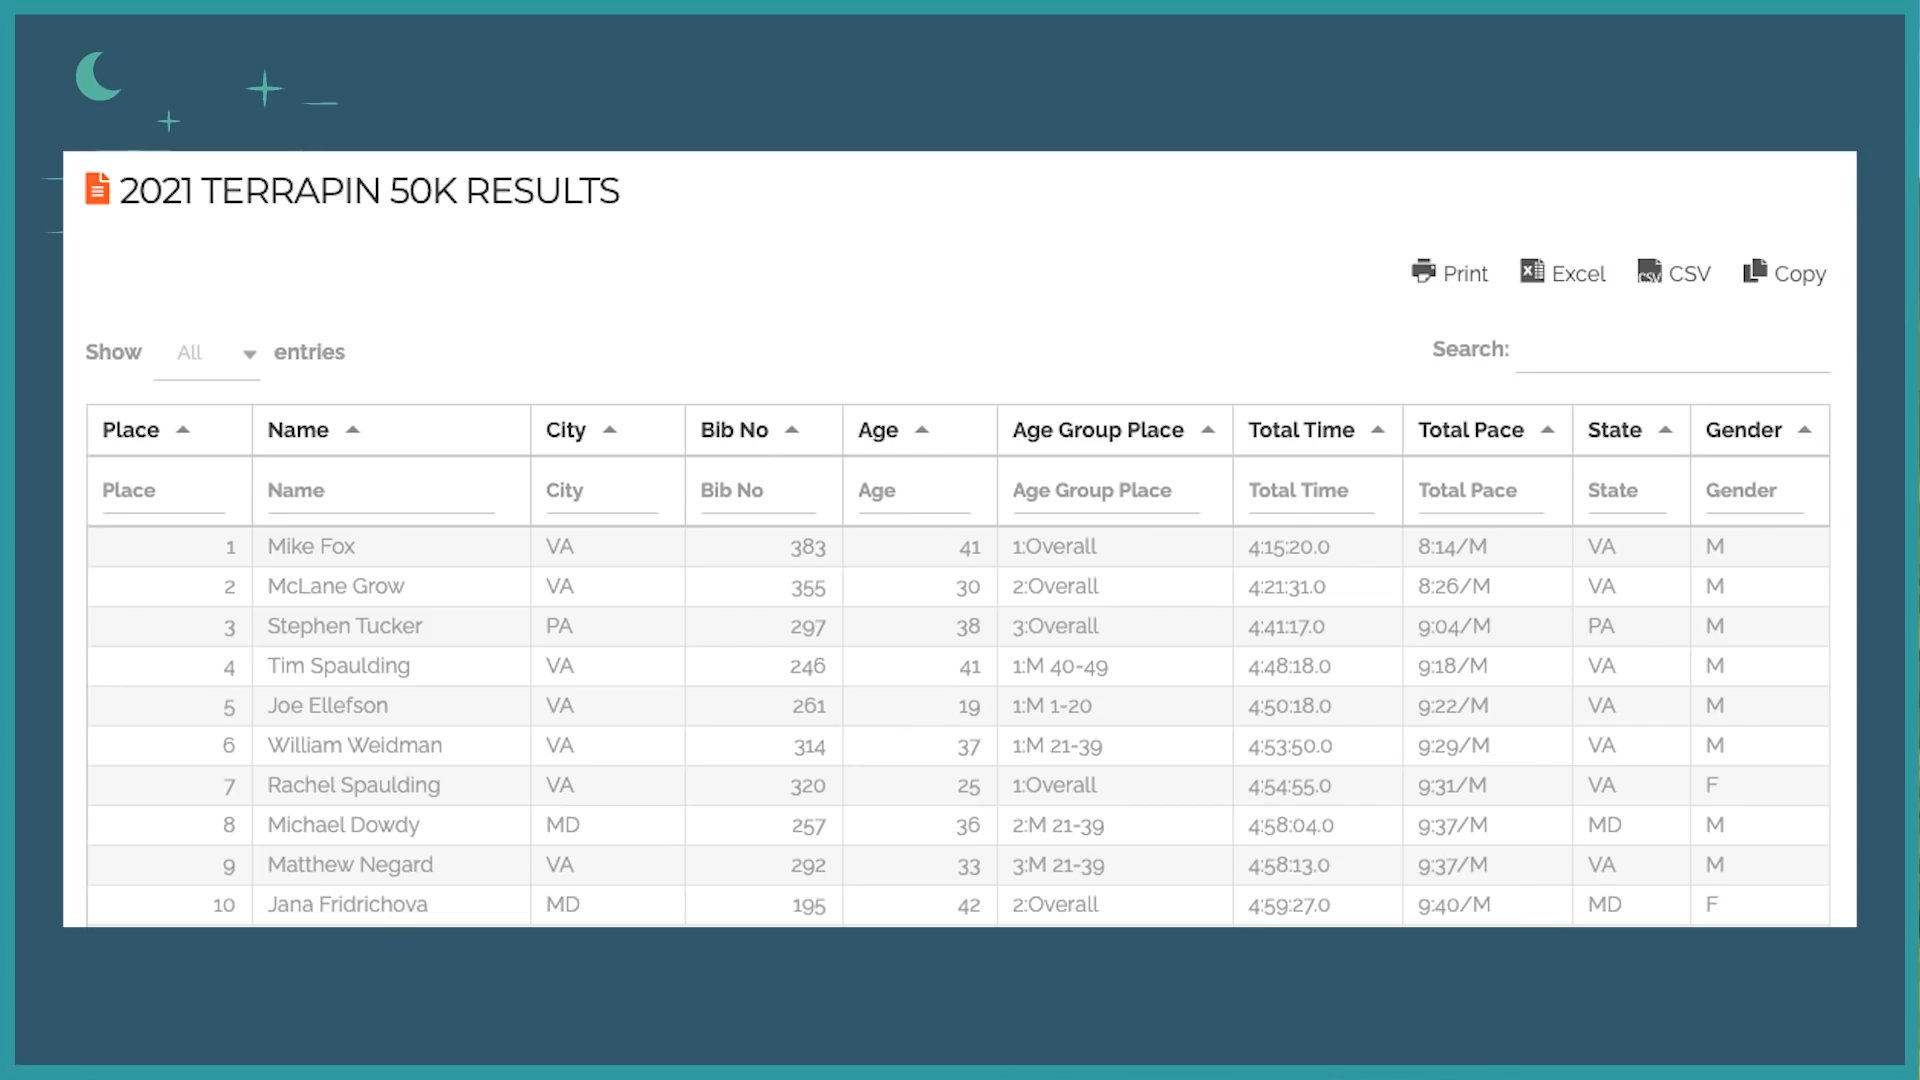 2021 TERRAPIN 50K RESULTS
Print Excel CSV Copy
Show All entries Search:
Place Name City Bib No Age Age Group Place Total Time Total Pace State Gender
Place Name City Bib No Age Age Group Place Total Time Total Pace State Gender
1 Mike Fox VA 383 41 1:Overall 4:15:20.0 8:14/M VA M
2 McLane Grow VA 355 30 2:Overall 4:21:31.0 8:26/M VA M
3 Stephen Tucker PA 297 38 3:Overall 4:41:17.0 9:04/M PA M
4 Tim Spaulding VA 246 41 1:M 40-49 4:48:18.0 9:18/M VA M
5 Joe Ellefson VA 261 19 1:M 1-20 4:50:18.0 9:22/M VA M
6 William Weidman VA 314 37 1:M 21-39 4:53:50.0 9:29/M VA M
7 Rachel Spaulding VA 320 25 1:Overall 4:54:55.0 9:31/M VA F
8 Michael Dowdy MD 257 36 2:M 21-39 4:58:04.0 9:37/M MD M
9 Matthew Negard VA 292 33 3:M 21-39 4:58:13.0 9:37/M VA M
10 Jana Fridrichova MD 195 42 2:Overall 4:59:27.0 9:40/M MD F